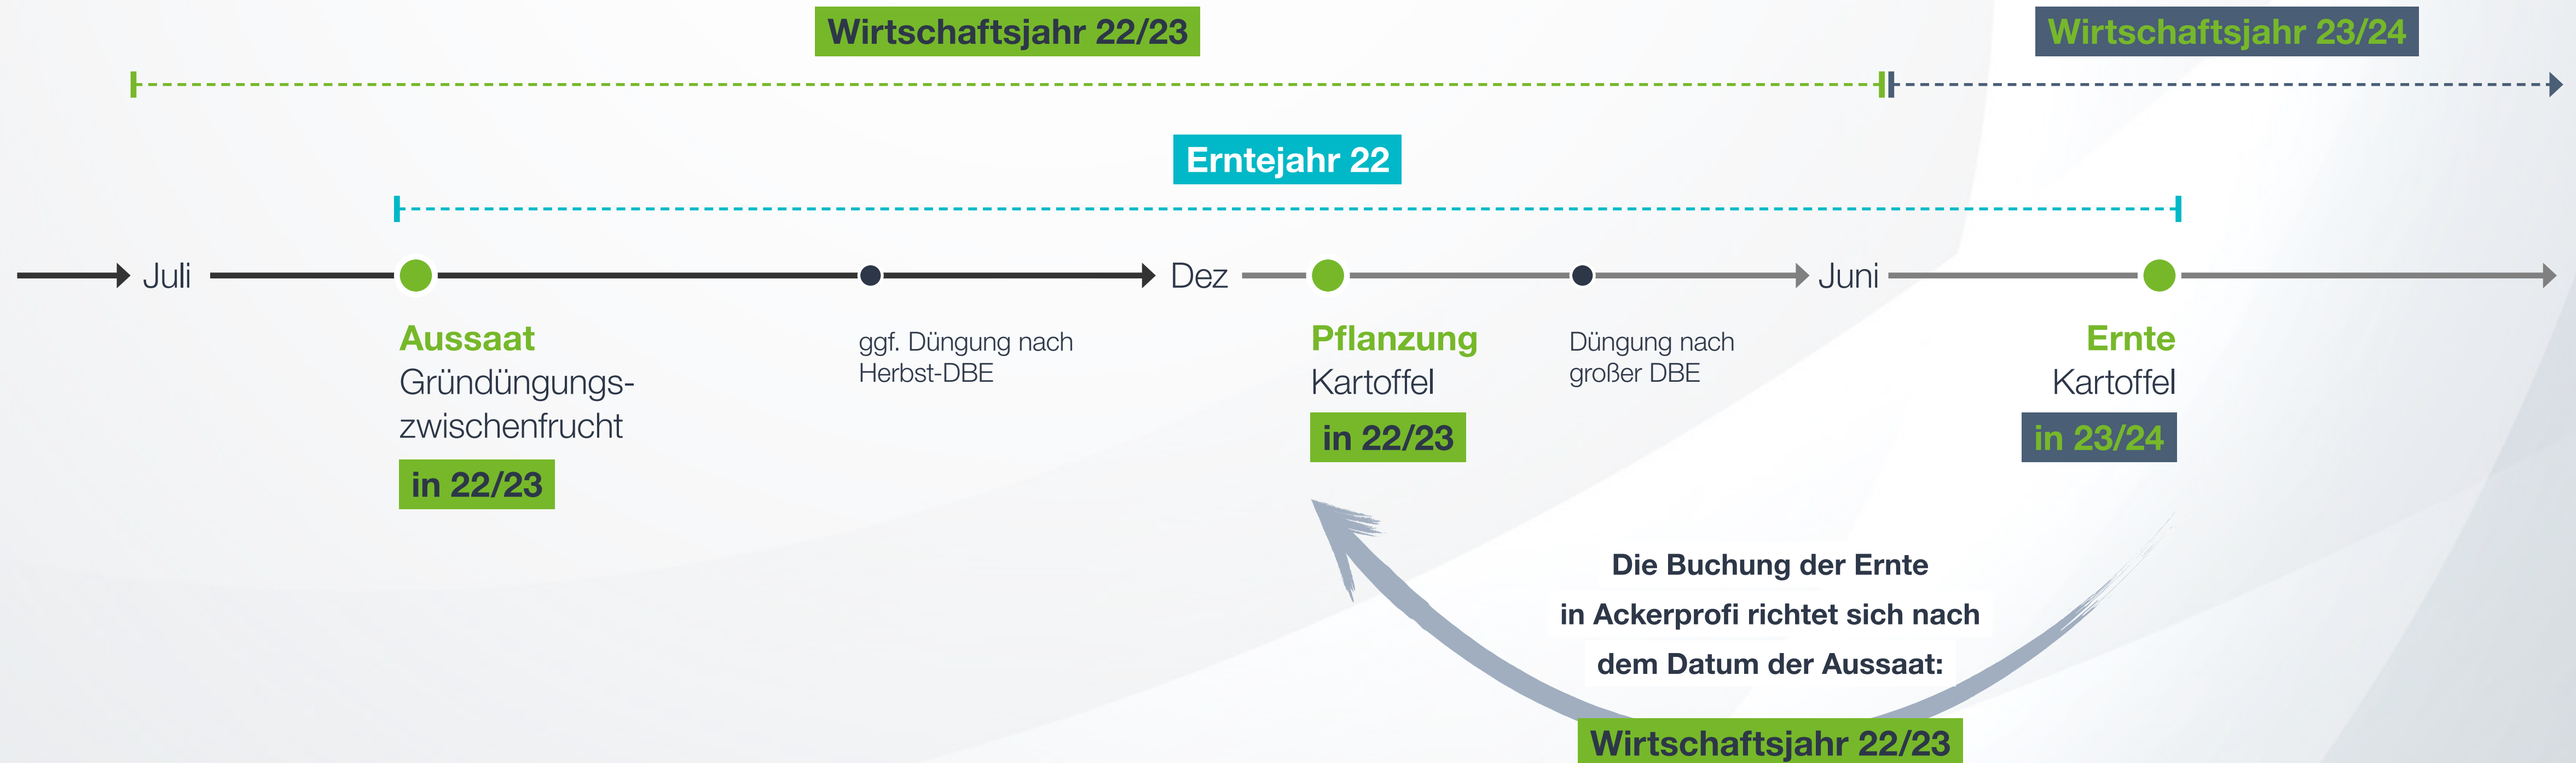 Wirtschaftsjahr 22/23
Wirtschaftsjahr 23/24
Erntejahr 22
Juli
Dez
Juni
Aussaat
Gründüngungs-
zwischenfrucht
in 22/23
ggf. Düngung nach
Herbst-DBE
Pflanzung
Kartoffel
in 22/23
Düngung nach
großer DBE
Ernte
Kartoffel
in 23/24
Die Buchung der Ernte
in Ackerprofi richtet sich nach
dem Datum der Aussaat:
Wirtschaftsjahr 22/23